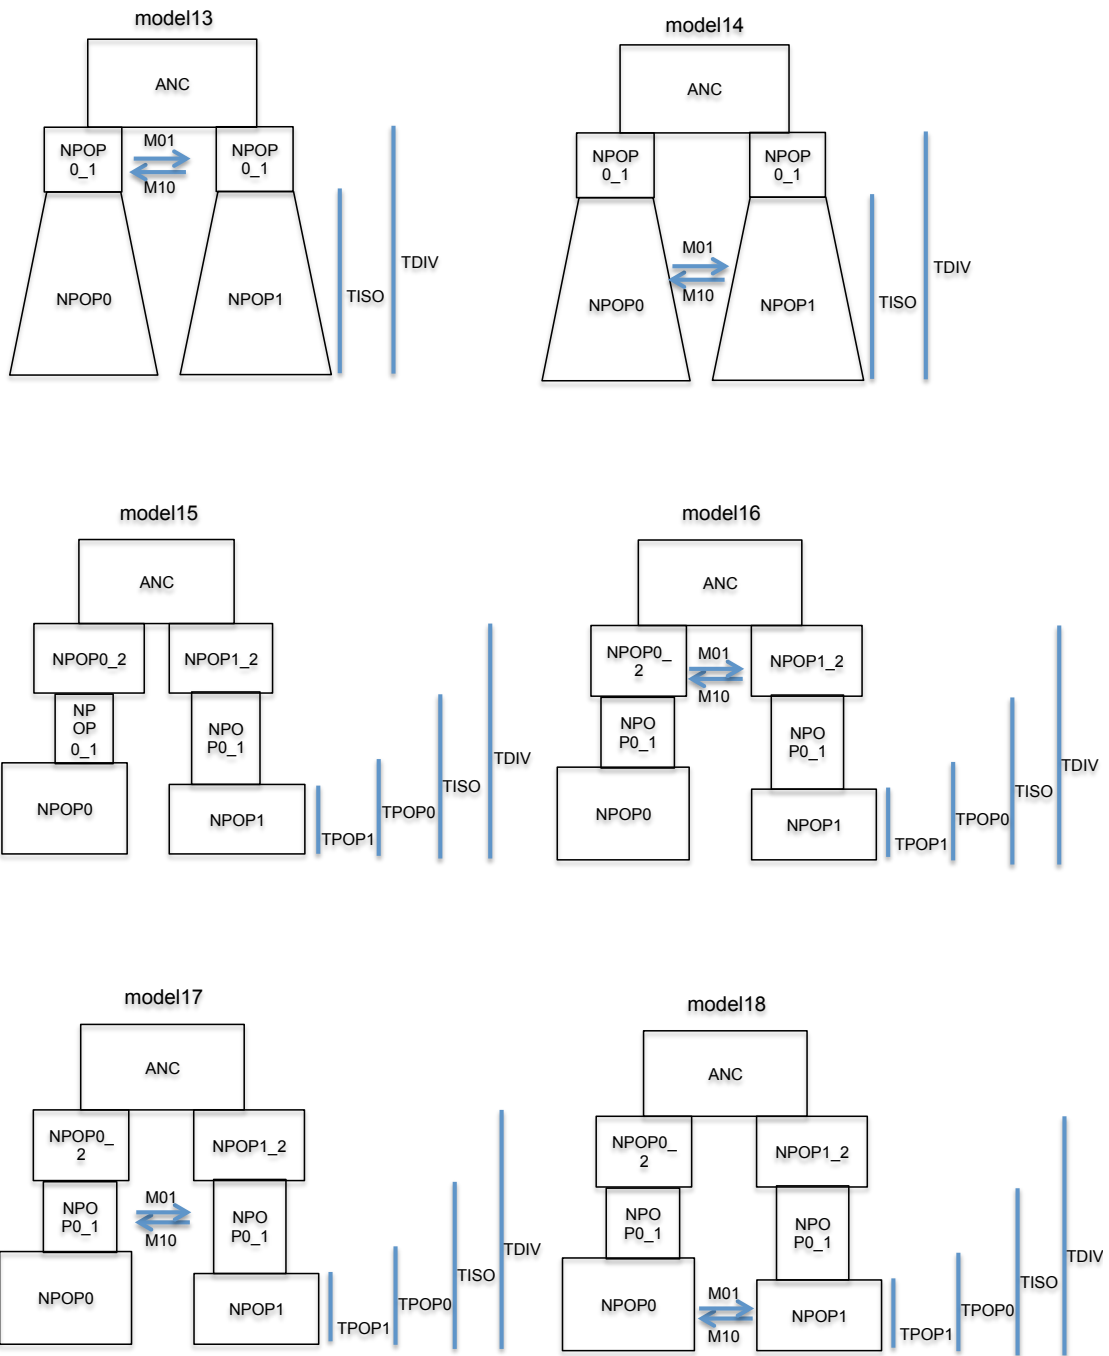 model13
ANC
NPOP
0_1
M01
M10
NPOP
0_1
NPOP0
NPOP1
TISO
TDIV
model14
ANC
NPOP
0_1
NPOP
0_1
M01
M10
NPOP0
NPOP1
TISO
TDIV
model15
ANC
NPOP0_2
NPOP1_2
NP
OP
0_1
NPO
P0_1
NPOP0
NPOP1
TPOP1
TPOP0
TISO
TDIV
model16
ANC
NPOP0_
2
M01
M10
NPOP1_2
NPO
P0_1
NPO
P0_1
NPOP0
NPOP1
TPOP1
TPOP0
TISO
TDIV
model17
ANC
NPOP0_
2
NPOP1_2
NPO
P0_1
M01
M10
NPO
P0_1
NPOP0
NPOP1
TPOP1
TPOP0
TISO
TDIV
model18
ANC
NPOP0_
2
NPOP1_2
NPO
P0_1
NPO
P0_1
NPOP0
M01
M10
NPOP1
TPOP1
TPOP0
TISO
TDIV